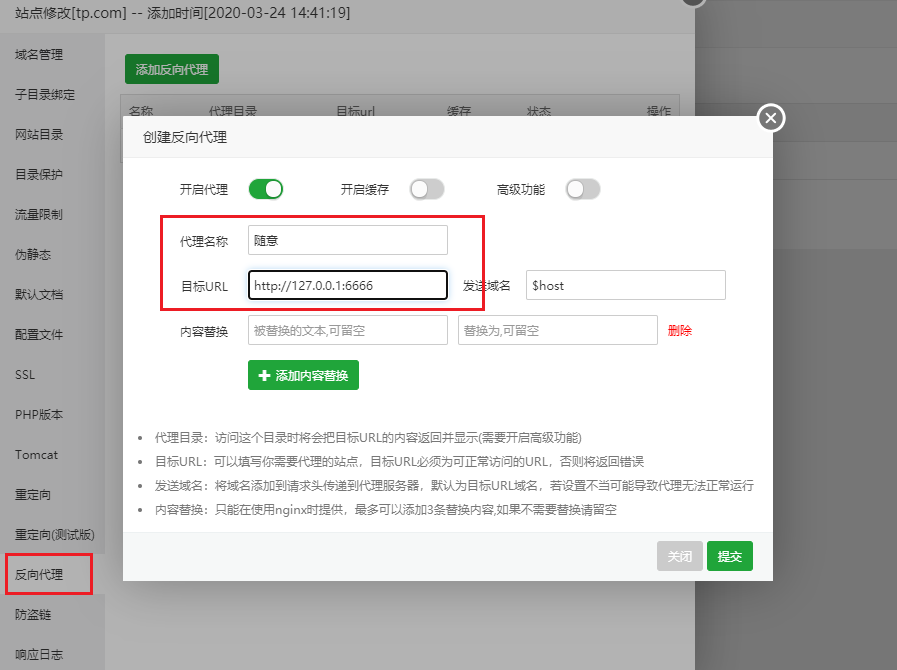 站点修改[tp.com] -- 添加时间[2020-03-24 14:41:19]
域名管理
子目录绑定
网站目录
目录保护
流量限制
伪静态
默认文档
配置文件
SSL
PHP版本
Tomcat
重定向
重定向(测试版)
反向代理
防盗链
响应日志
添加反向代理
名称 代理目录 目标url 缓存 状态 操作
创建反向代理
开启代理 开启缓存 高级功能
代理名称 随意
目标URL http://127.0.0.1:6666 发送域名 $host
内容替换 被替换的文本,可留空 替换为,可留空 删除
添加内容替换
代理目录：访问这个目录时将会把目标URL的内容返回并显示(需要开启高级功能)
目标URL：可以填写你需要代理的站点，目标URL必须为可正常访问的URL，否则将返回错误
发送域名：将域名添加到请求头传递到代理服务器，默认为目标URL域名，若设置不当可能导致代理无法正常运行
内容替换：只能在使用nginx时提供，最多可以添加3条替换内容,如果不需要替换请留空
关闭 提交